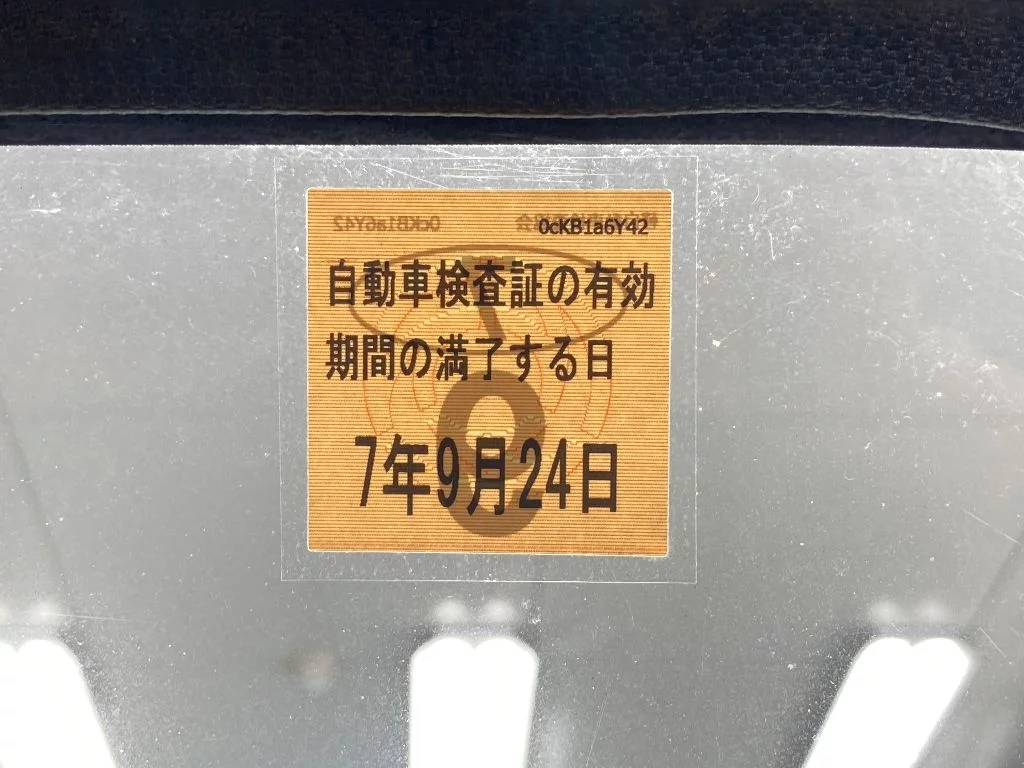 0cKB1a6Y42
自動車検査証の有効
期間の満了する日
7年9月24日